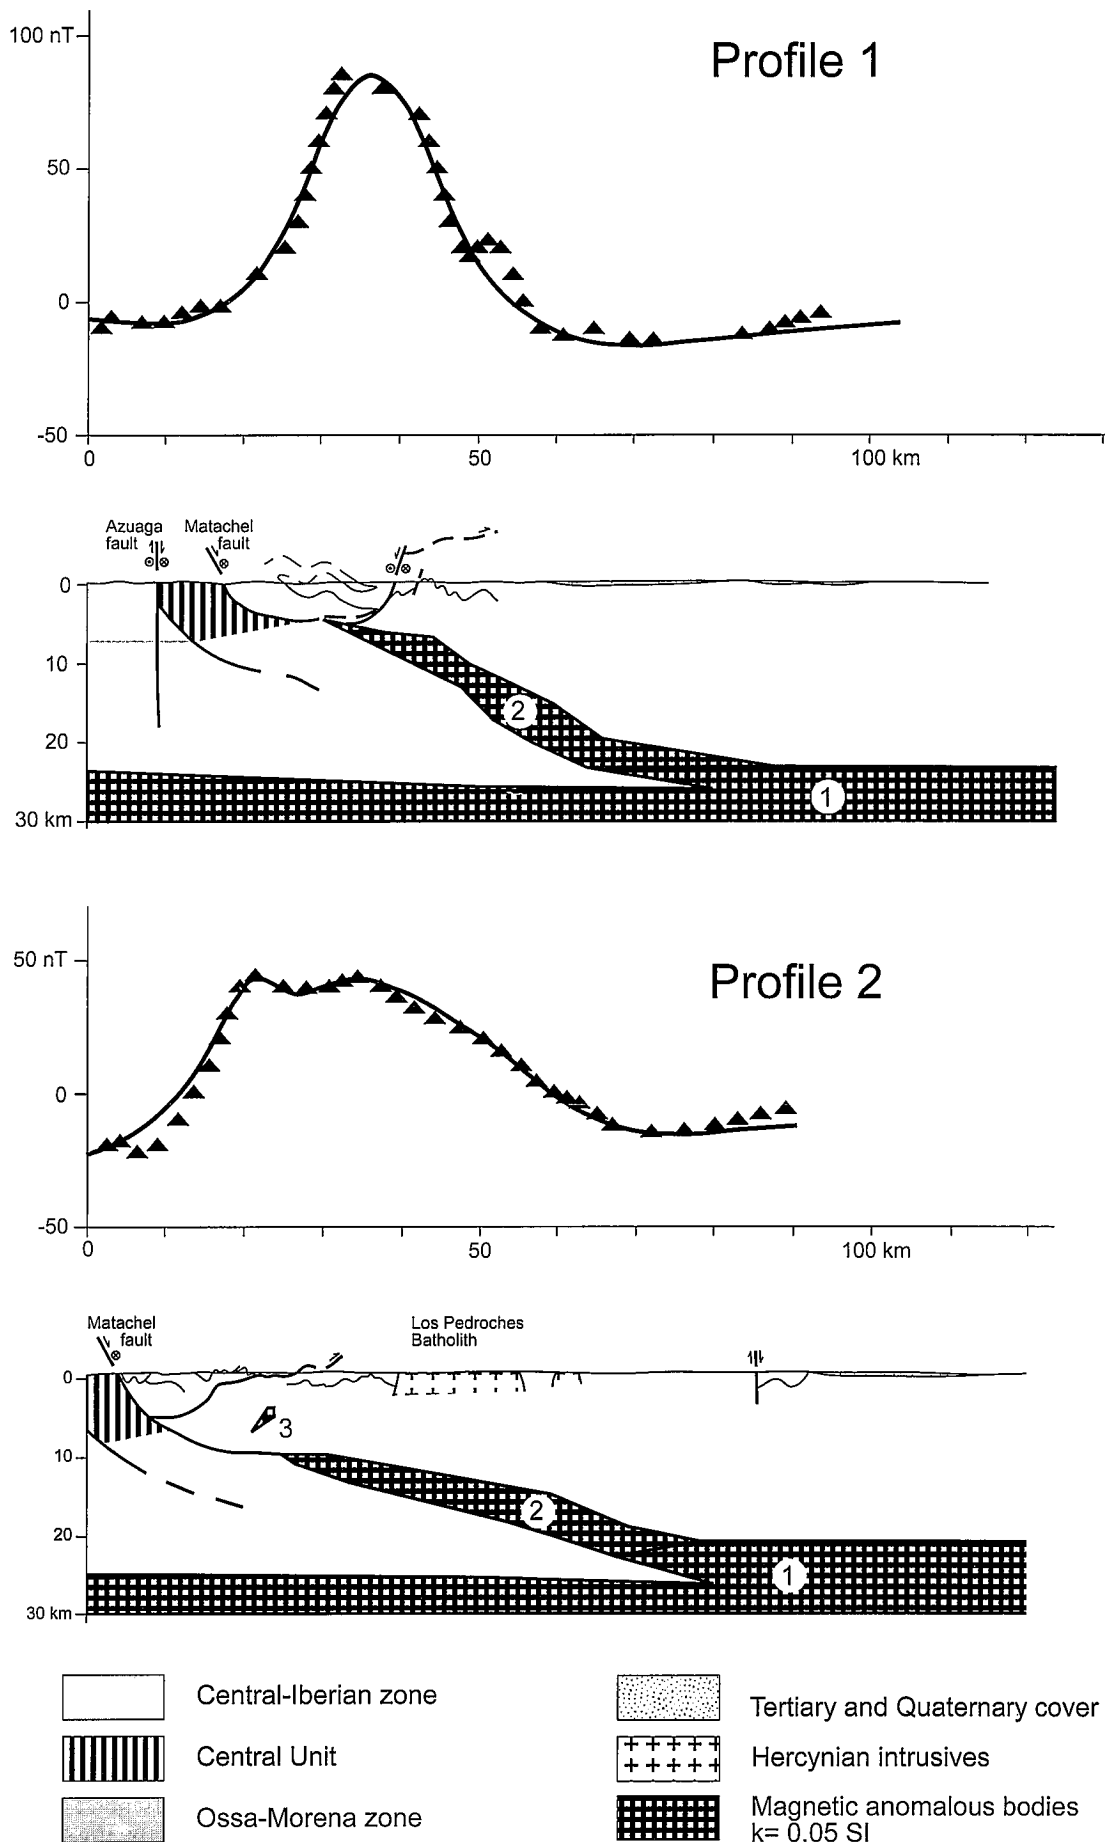 100 nT
Profile 1
50
0
-50
0
50
100 km
Azuaga
fault
Matachel
fault
0
10
2
20
1
30 km
50 nT
Profile 2
0
-50
0
50
100 km
Matachel
fault
Los Pedroches
Batholith
0
3
10
2
20
1
30 km
Central-Iberian zone
Tertiary and Quaternary cover
Central Unit
Hercynian intrusives
Ossa-Morena zone
Magnetic anomalous bodies
k= 0.05 SI